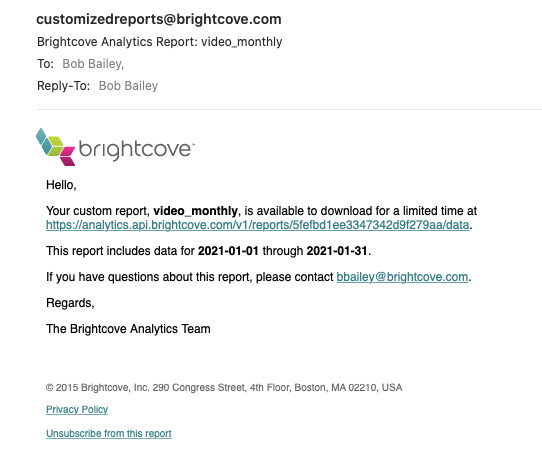 customizedreports@brightcove.com
Brightcove Analytics Report: video_monthly
To: Bob Bailey,
Reply-To: Bob Bailey
brightcove™
Hello,
Your custom report, video_monthly, is available to download for a limited time at
https://analytics.api.brightcove.com/v1/reports/5fefbd1ee3347342d9f279aa/data.
This report includes data for 2021-01-01 through 2021-01-31.
If you have questions about this report, please contact bbailey@brightcove.com.
Regards,
The Brightcove Analytics Team
© 2015 Brightcove, Inc. 290 Congress Street, 4th Floor, Boston, MA 02210, USA
Privacy Policy
Unsubscribe from this report